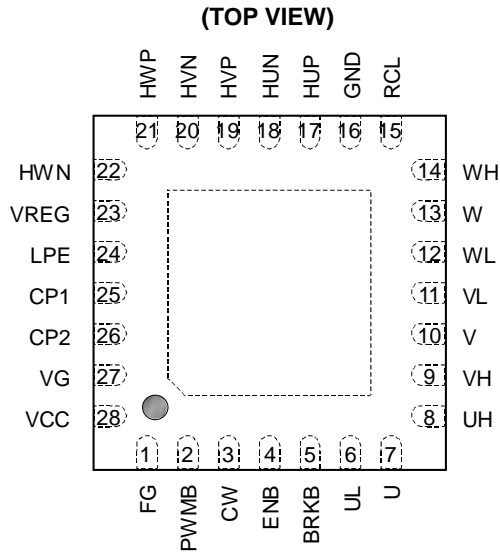 (TOP VIEW)
HWP HVN HVP HUN HUP GND RCL
21 20 19 18 17 16 15
HWN 22 14 WH
VREG 23 13 W
LPE 24 12 WL
CP1 25 11 VL
CP2 26 10 V
VG 27 9 VH
VCC 28 8 UH
1 2 3 4 5 6 7
FG PWMB CW ENB BRKB UL U